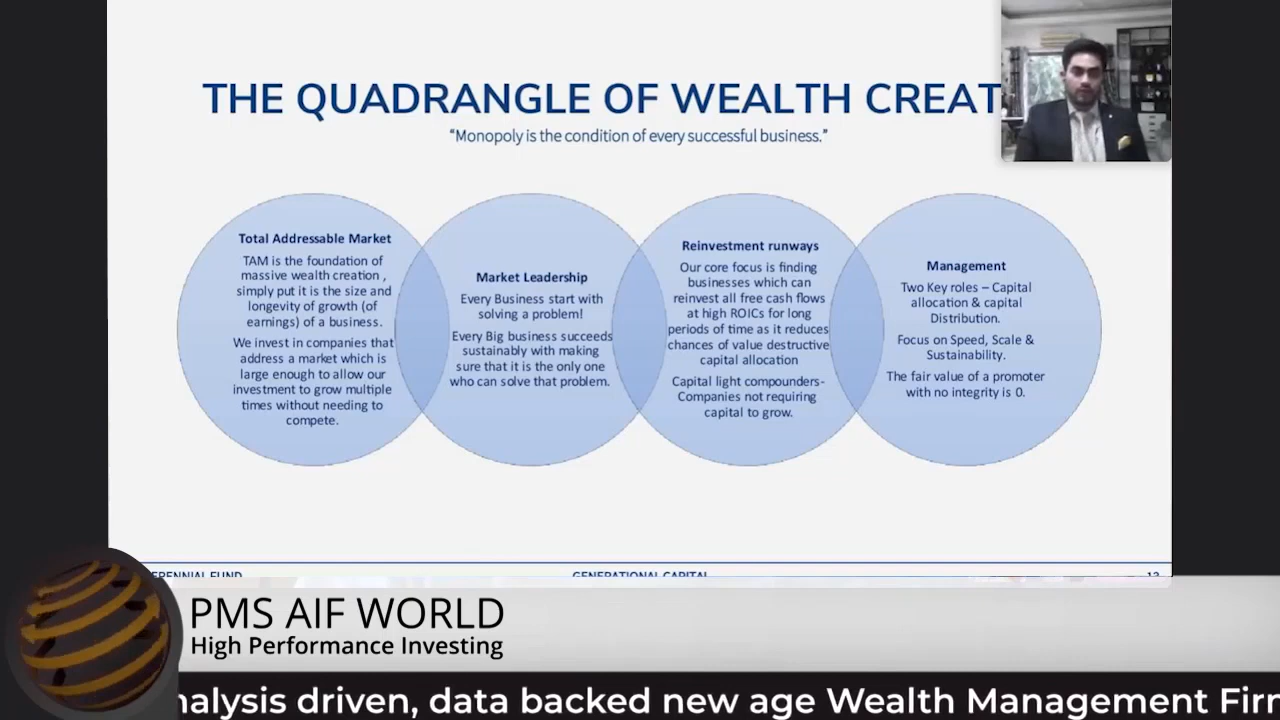 THE QUADRANGLE OF WEALTH CREAT
“Monopoly is the condition of every successful business.”
Total Addressable Market
TAM is the foundation of
massive wealth creation ,
simply put it is the size and
longevity of growth (of
earnings) of a business.
We invest in companies that
address a market which is
large enough to allow our
investment to grow multiple
times without needing to
compete.
Market Leadership
Every Business start with
solving a problem!
Every Big business succeeds
sustainably with making
sure that it is the only one
who can solve that problem.
Reinvestment runways
Our core focus is finding
businesses which can
reinvest all free cash flows
at high ROICs for long
periods of time as it reduces
chances of value destructive
capital allocation
Capital light compounders-
Companies not requiring
capital to grow.
Management
Two Key roles – Capital
allocation & capital
Distribution.
Focus on Speed, Scale &
Sustainability.
The fair value of a promoter
with no integrity is 0.
ERENNIAL FUND
GENERATIONAL CAPITAL
PMS AIF WORLD
High Performance Investing
nalysis driven, data backed new age Wealth Management Firm